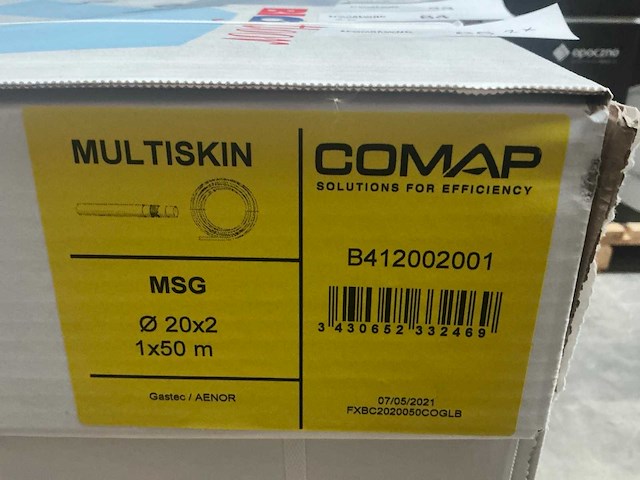 MULTISKIN
MSG
Ø 20x2
1x50 m
Gastec / AENOR
COMAP
SOLUTIONS FOR EFFICIENCY
B412002001
3 430652 332469
07/05/2021
FXBC2020050COGLB
opoczno